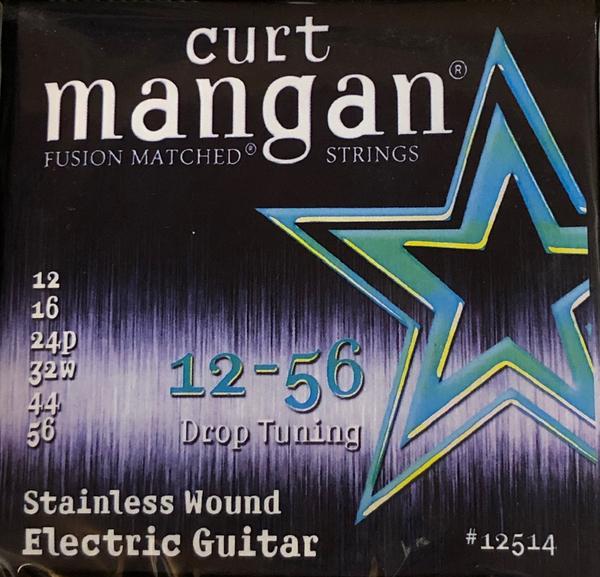 curt
mangan®
FUSION MATCHED® STRINGS
12
16
24p
32w
44
56
12-56
Drop Tuning
Stainless Wound
Electric Guitar
#12514